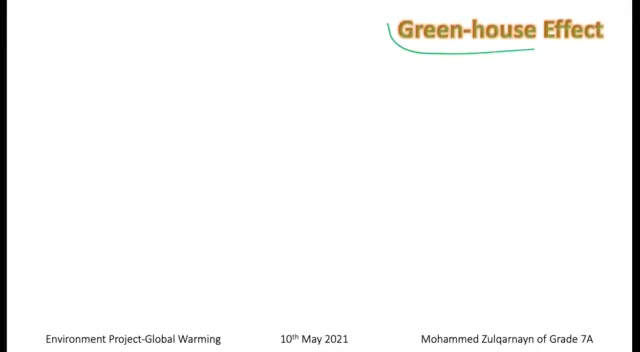 Green-house Effect
Environment Project-Global Warming 10th May 2021 Mohammed Zulqarnayn of Grade 7A